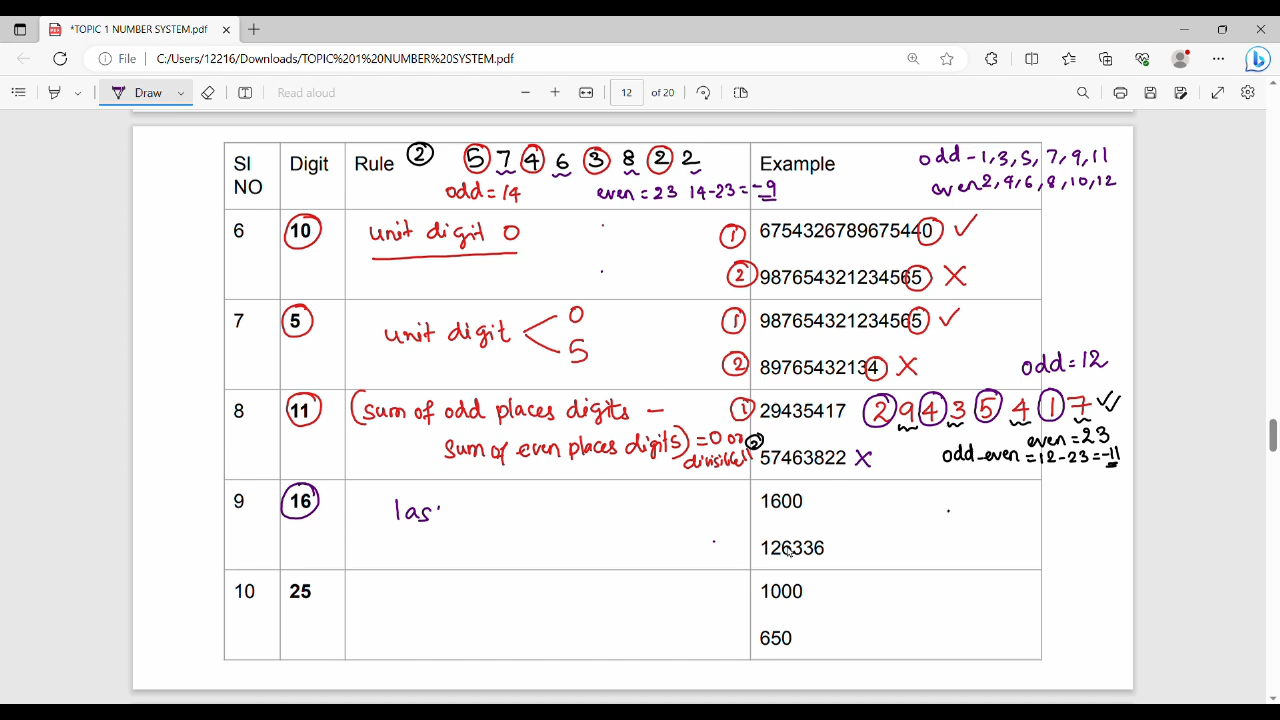 *TOPIC 1 NUMBER SYSTEM.pdf
File C:/Users/12216/Downloads/TOPIC%201%20NUMBER%20SYSTEM.pdf
Draw Read aloud 12 of 20
Sl NO Digit Rule ② 5 7 4 6 3 8 2 2 Example odd - 1, 3, 5, 7, 9, 11
odd = 14 even = 23 14-23 = -9 even 2, 4, 6, 8, 10, 12
6 10 unit digit 0 ① 6754326789675440 ✓
② 987654321234565 X
7 5 unit digit < 0 5 ① 987654321234565 ✓
② 89765432134 X
odd = 12
8 11 (sum of odd places digits - ① 29435417 2 9 4 3 5 4 1 7 ✓✓
sum of even places digits) = 0 or divisible 11 ② 57463822 X
even = 23
odd-even = 12-23 = -11
9 16 las 1600
126336
10 25 1000
650